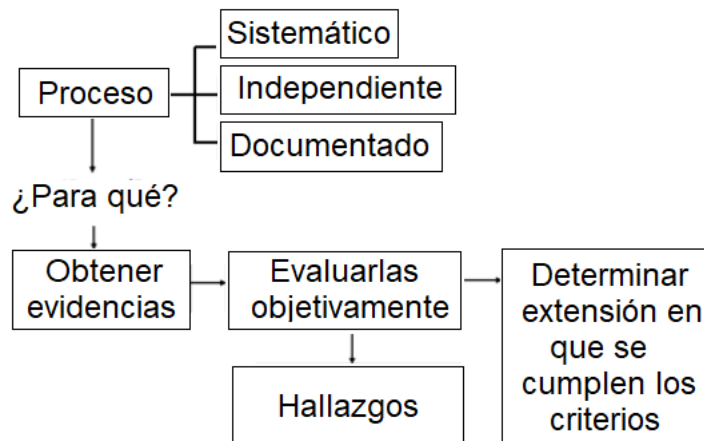 Sistemático
Proceso
Independiente
Documentado
¿Para qué?
Obtener
evidencias
Evaluarlas
objetivamente
Determinar
extensión en
que se
cumplen los
criterios
Hallazgos